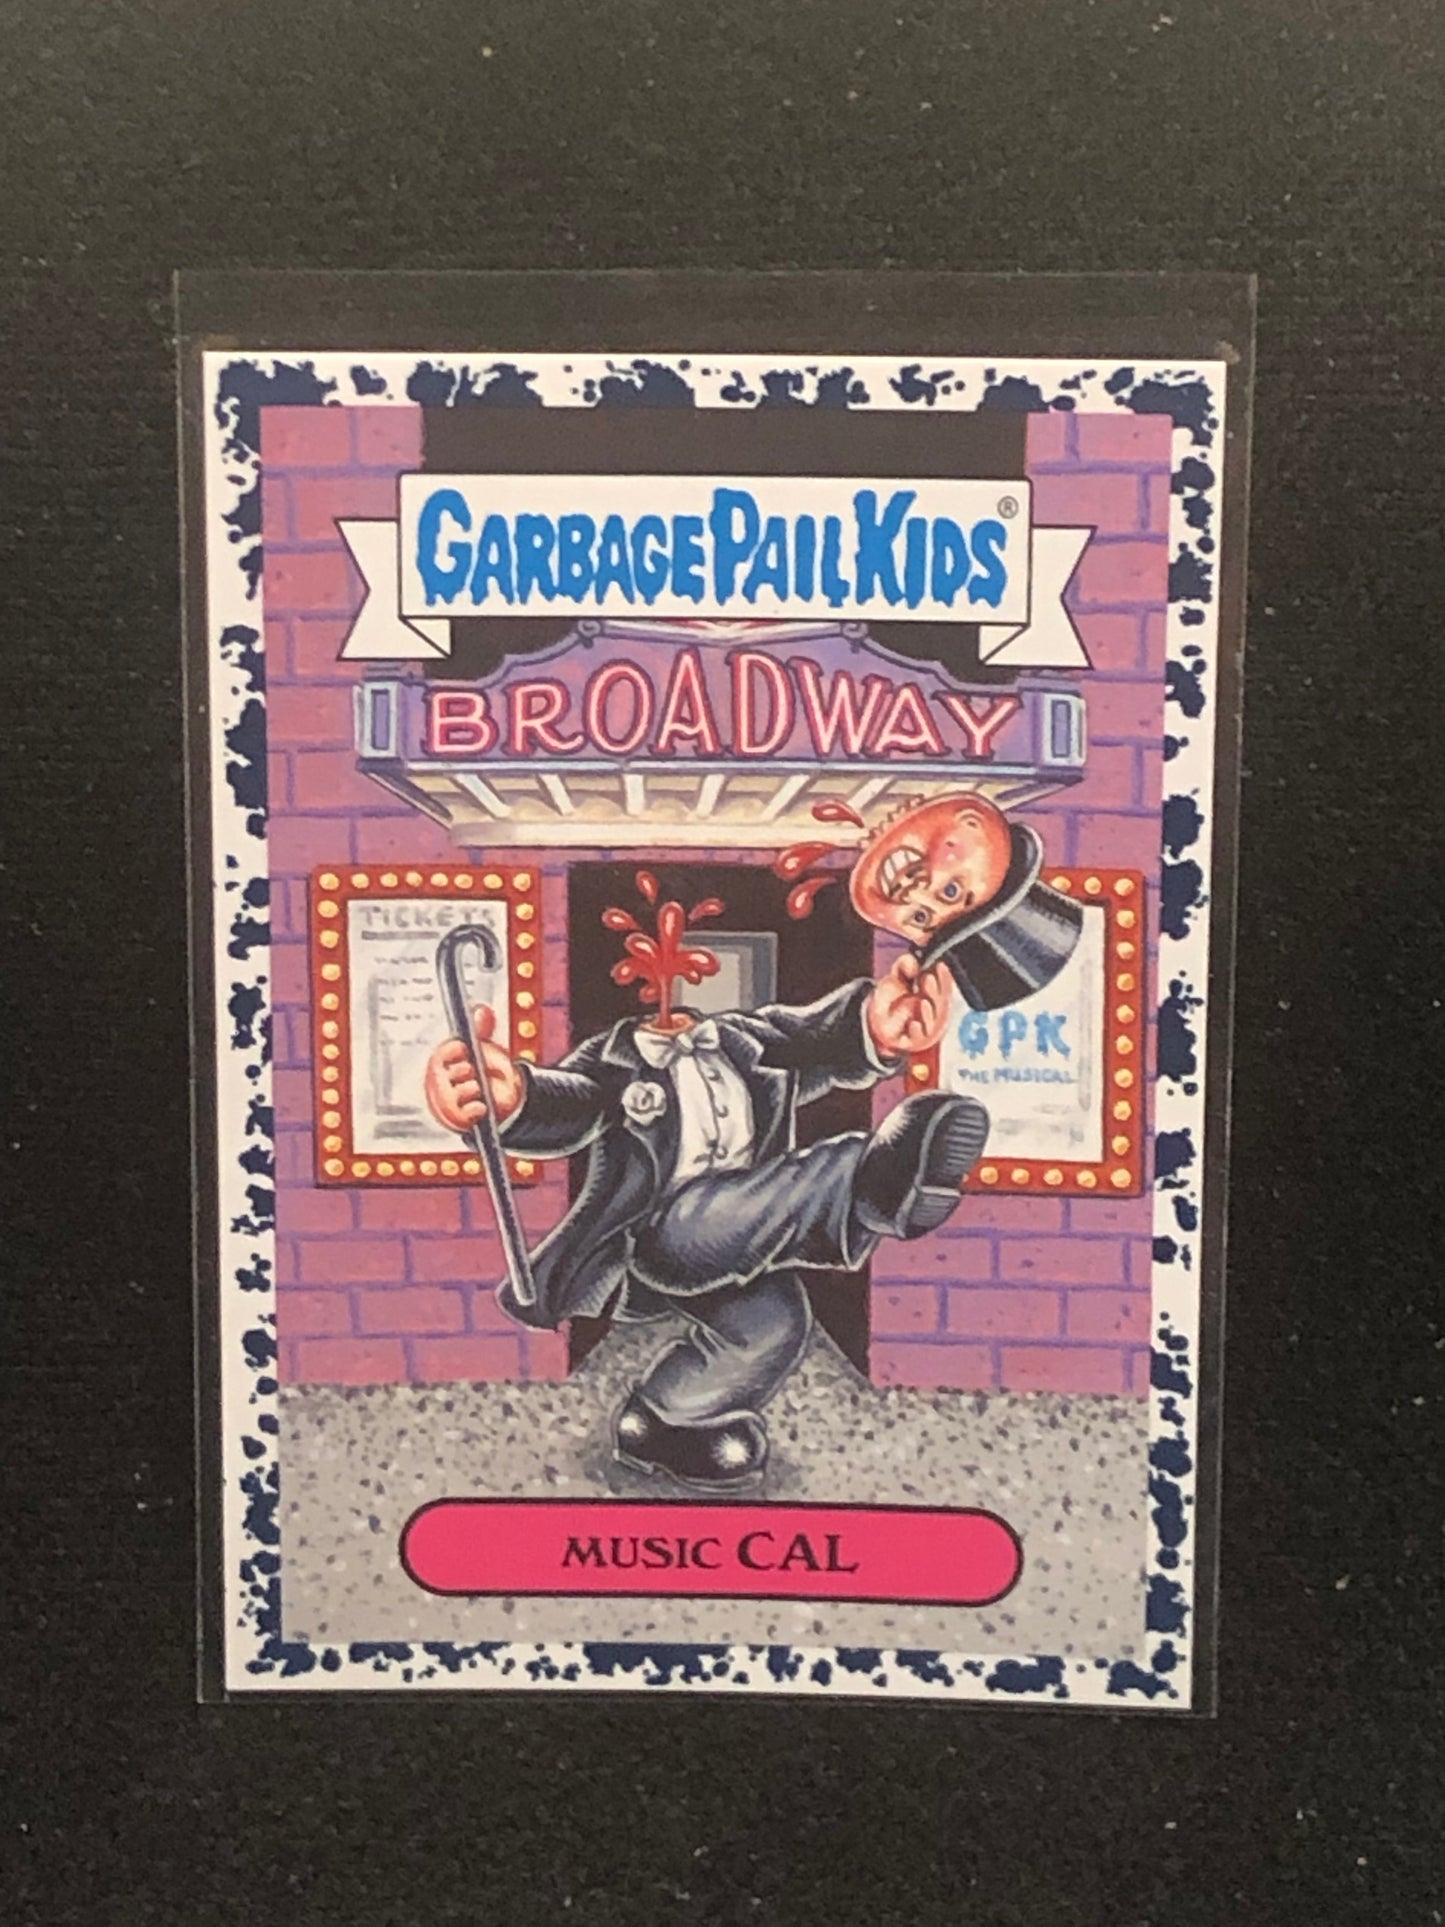 GARBAGE PAIL KIDS®
BROADWAY
TICKETS
GPK
THE MUSICAL
MUSIC CAL